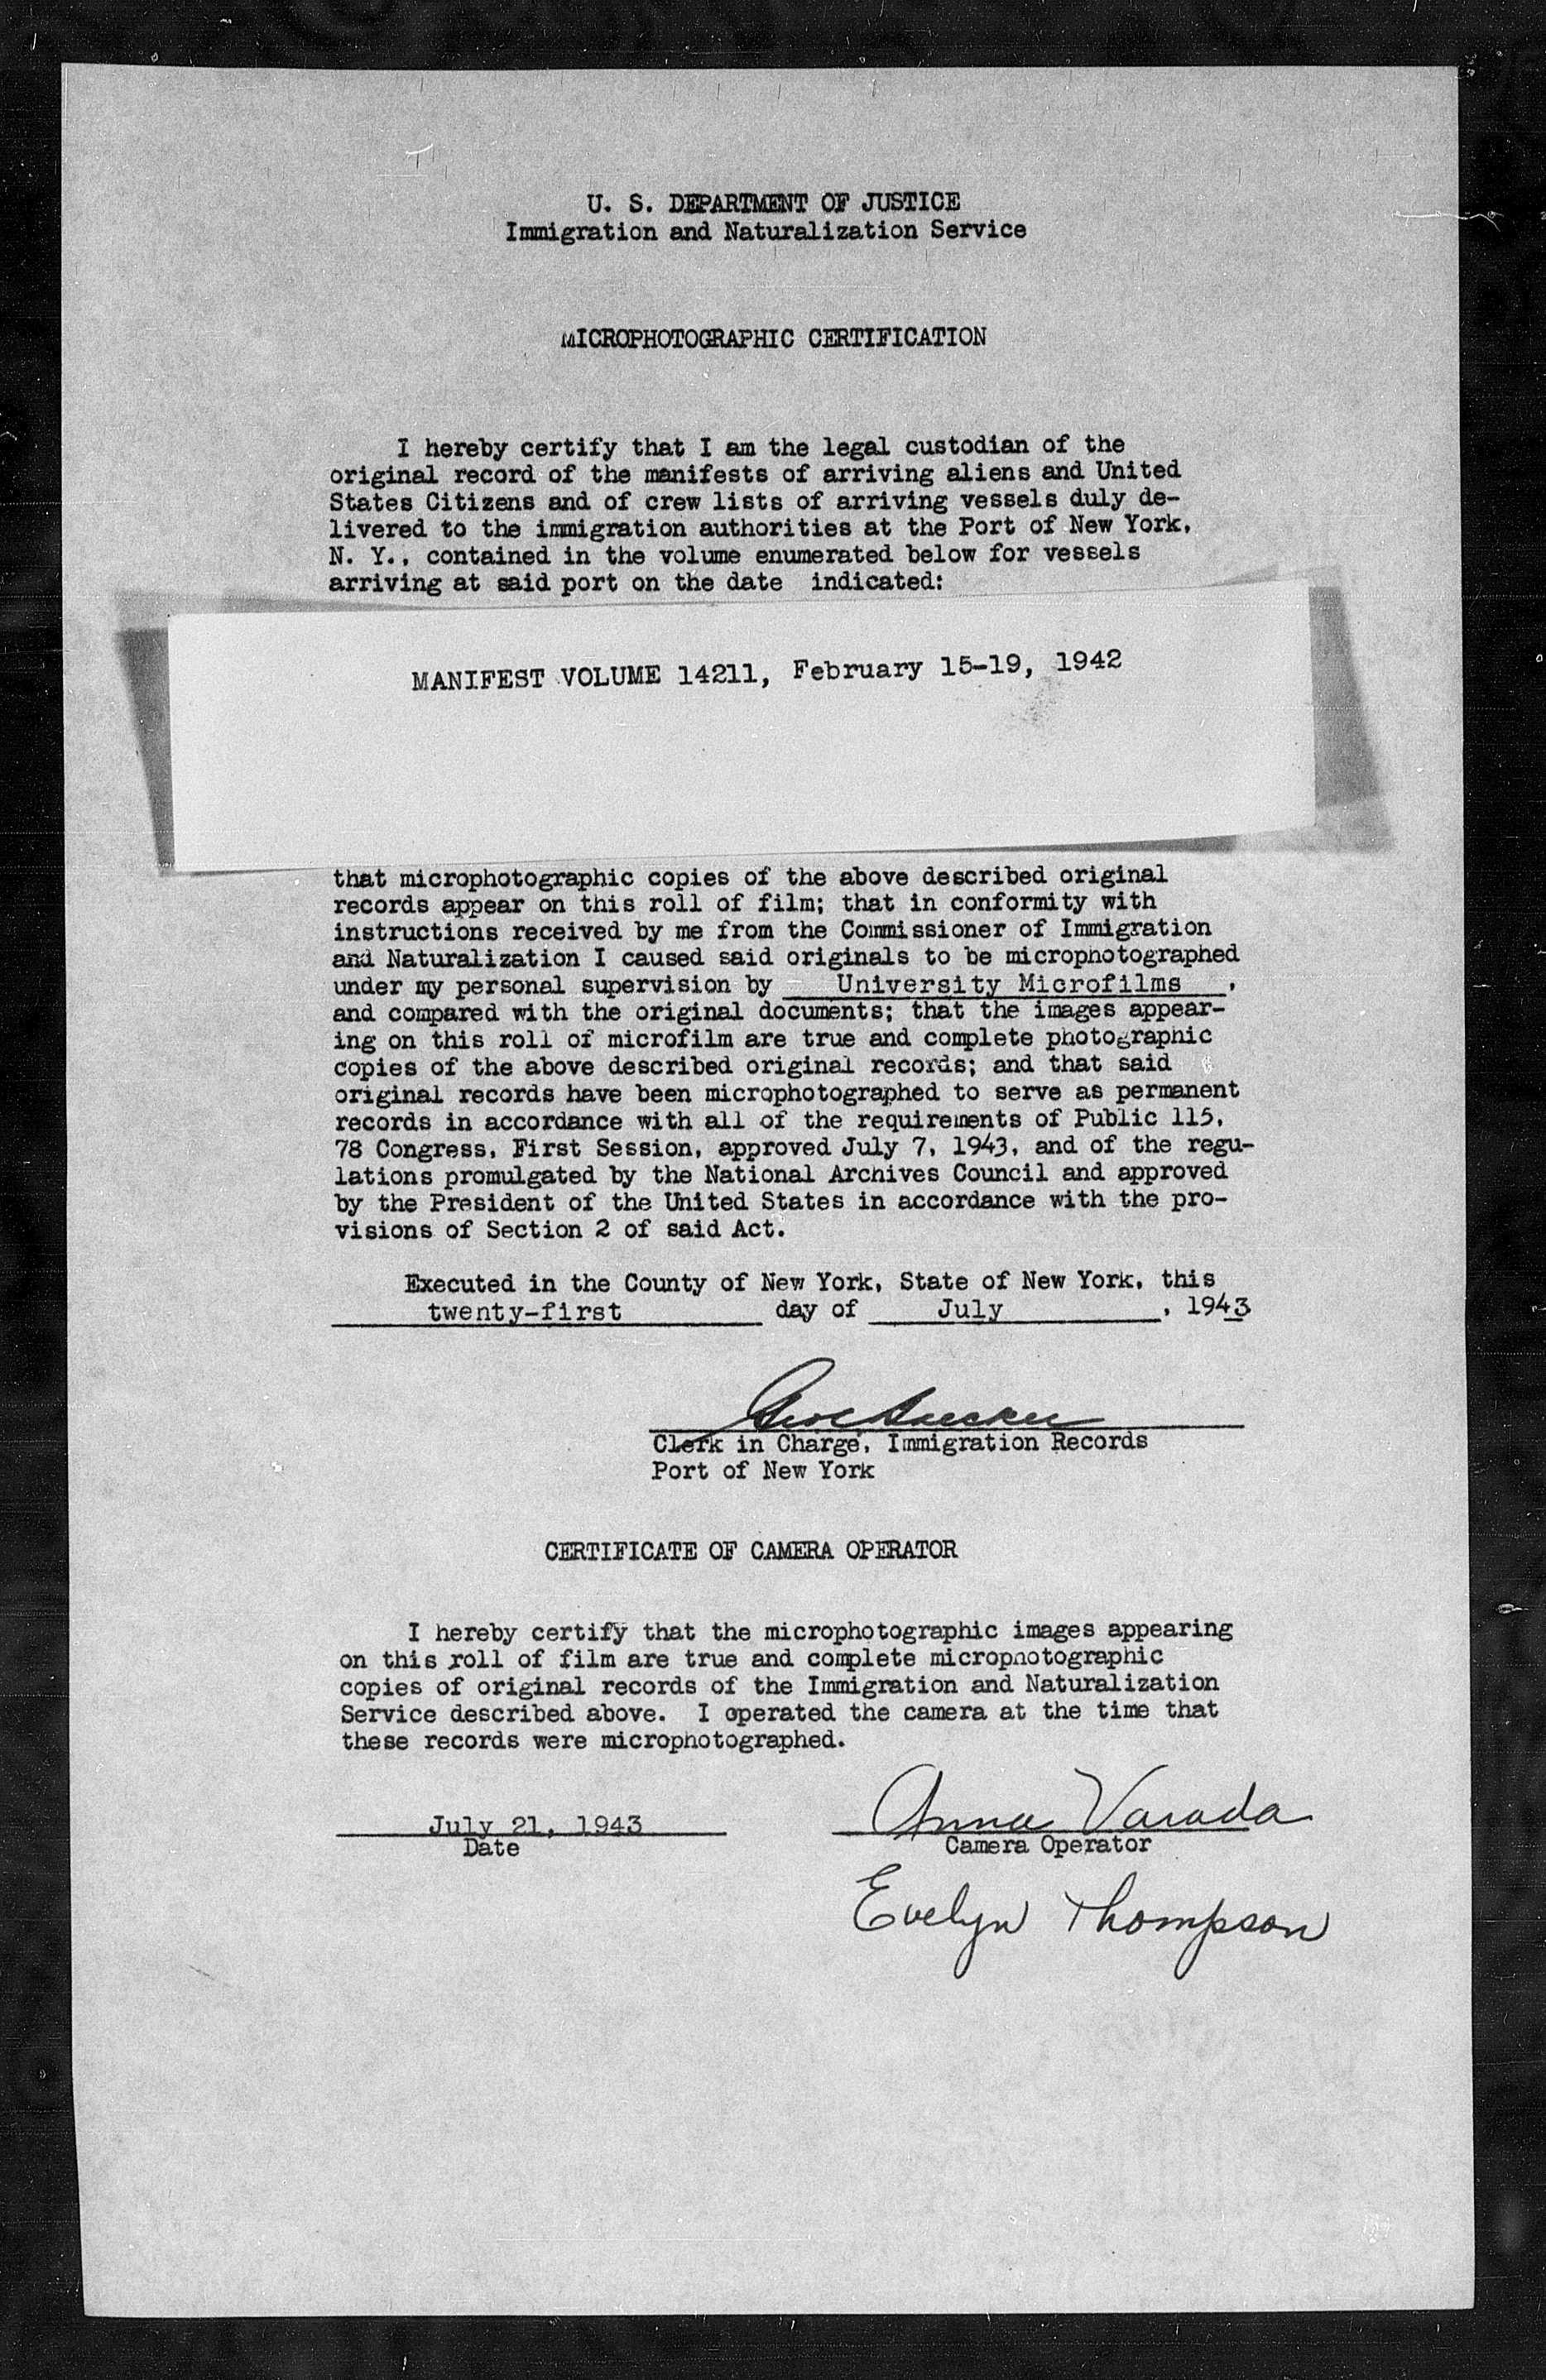 U. S. DEPARTMENT OF JUSTICE
Immigration and Naturalization Service
MICROPHOTOGRAPHIC CERTIFICATION
I hereby certify that I am the legal custodian of the
original record of the manifests of arriving aliens and United
States Citizens and of crew lists of arriving vessels duly de-
livered to the immigration authorities at the Port of New York,
N. Y., contained in the volume enumerated below for vessels
arriving at said port on the date indicated:
MANIFEST VOLUME 14211, February 15-19, 1942
that microphotographic copies of the above described original
records appear on this roll of film; that in conformity with
instructions received by me from the Commissioner of Immigration
and Naturalization I caused said originals to be microphotographed
under my personal supervision by University Microfilms,
and compared with the original documents; that the images appear-
ing on this roll of microfilm are true and complete photographic
copies of the above described original records; and that said
original records have been microphotographed to serve as permanent
records in accordance with all of the requirements of Public 115,
78 Congress, First Session, approved July 7, 1943, and of the regu-
lations promulgated by the National Archives Council and approved
by the President of the United States in accordance with the pro-
visions of Section 2 of said Act.
Executed in the County of New York, State of New York, this
twenty-first day of July, 1943
Clerk in Charge, Immigration Records
Port of New York
CERTIFICATE OF CAMERA OPERATOR
I hereby certify that the microphotographic images appearing
on this roll of film are true and complete microphotographic
copies of original records of the Immigration and Naturalization
Service described above. I operated the camera at the time that
these records were microphotographed.
July 21, 1943 Anna Varada
Date Camera Operator
Evelyn Thompson